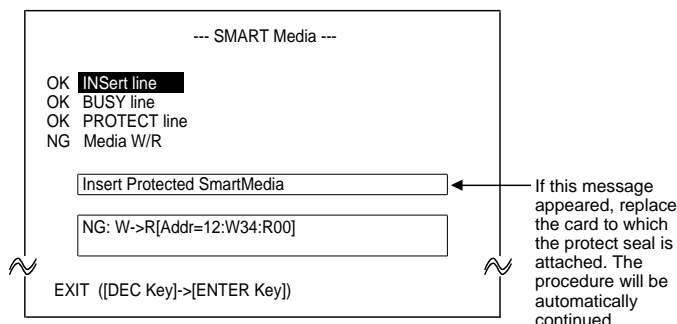 --- SMART Media ---
OK INSert line
OK BUSY line
OK PROTECT line
NG Media W/R
Insert Protected SmartMedia
NG: W->R[Addr=12:W34:R00]
EXIT ([DEC Key]->[ENTER Key])
If this message
appeared, replace
the card to which
the protect seal is
attached. The
procedure will be
automatically
continued